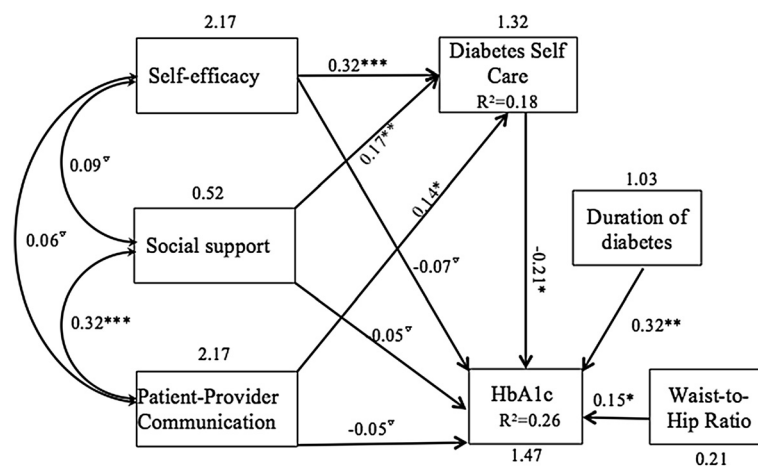 2.17
Self-efficacy
0.32***
1.32
Diabetes Self
Care
R²=0.18
0.09▿
0.17**
0.52
Social support
0.14*
1.03
Duration of
diabetes
0.06▿
-0.07▿
-0.21*
0.32***
0.05▿
0.32**
2.17
Patient-Provider
Communication
-0.05▿
HbA1c
R²=0.26
1.47
0.15*
Waist-to-
Hip Ratio
0.21